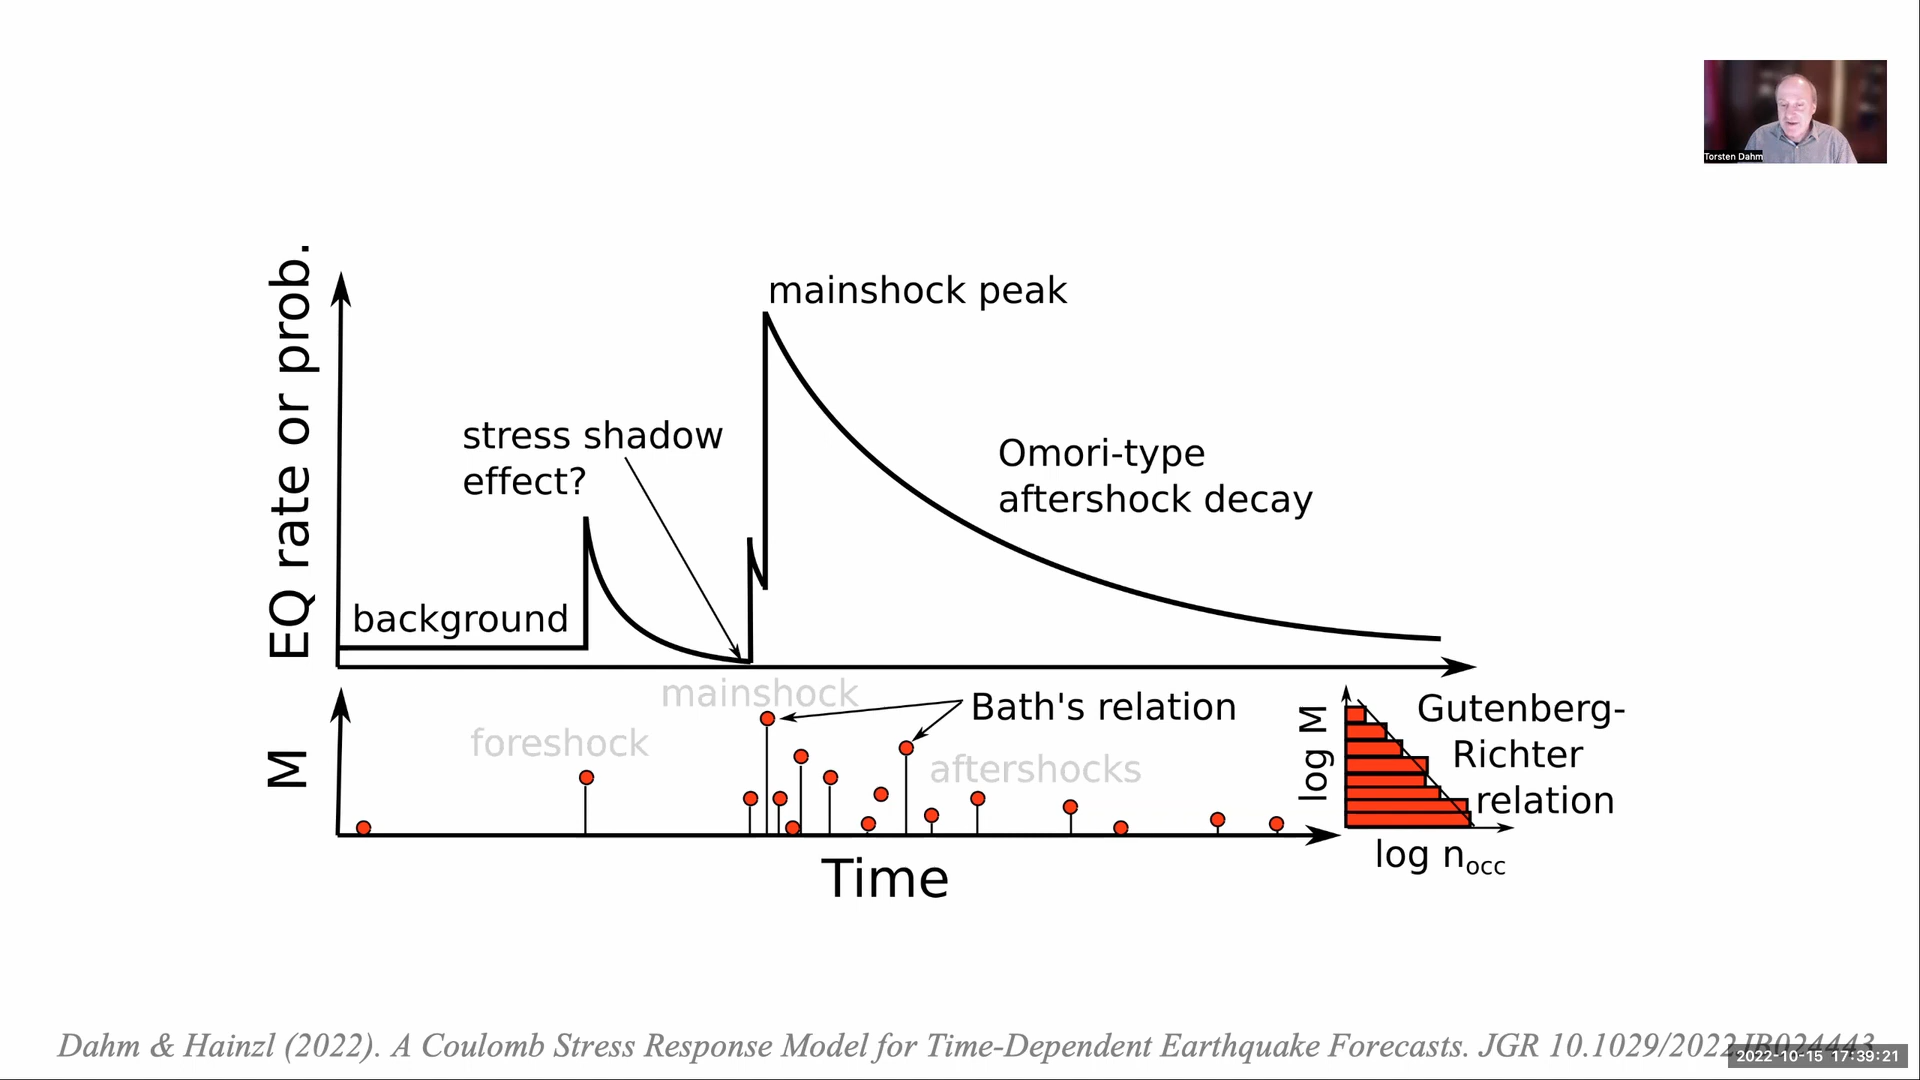 Torsten Dahm
EQ rate or prob.
mainshock peak
stress shadow
effect?
Omori-type
aftershock decay
background
mainshock
Bath's relation
foreshock
aftershocks
M
Time
log M
Gutenberg-
Richter
relation
log nocc
Dahm & Hainzl (2022). A Coulomb Stress Response Model for Time-Dependent Earthquake Forecasts. JGR 10.1029/2022JB024443
2022-10-15 17:39:21